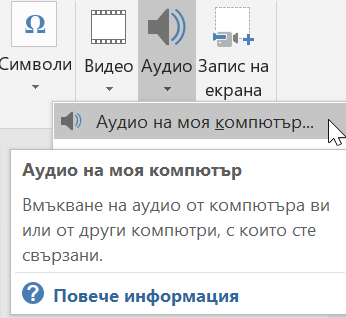 Ω
Символи
Видео
Аудио
Запис на
екрана
Аудио на моя компютър...
Аудио на моя компютър
Вмъкване на аудио от компютъра ви
или от други компютри, с които сте
свързани.
? Повече информация